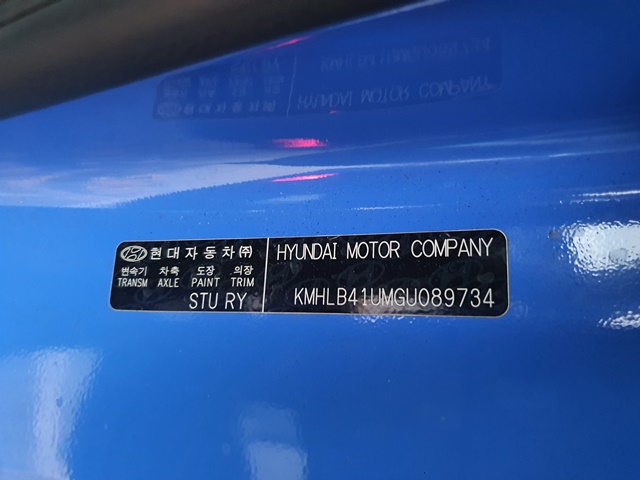 현대자동차㈜
변속기 차축 도장 의장
TRANSM AXLE PAINT TRIM
STU RY
HYUNDAI MOTOR COMPANY
KMHLB41UMGU089734